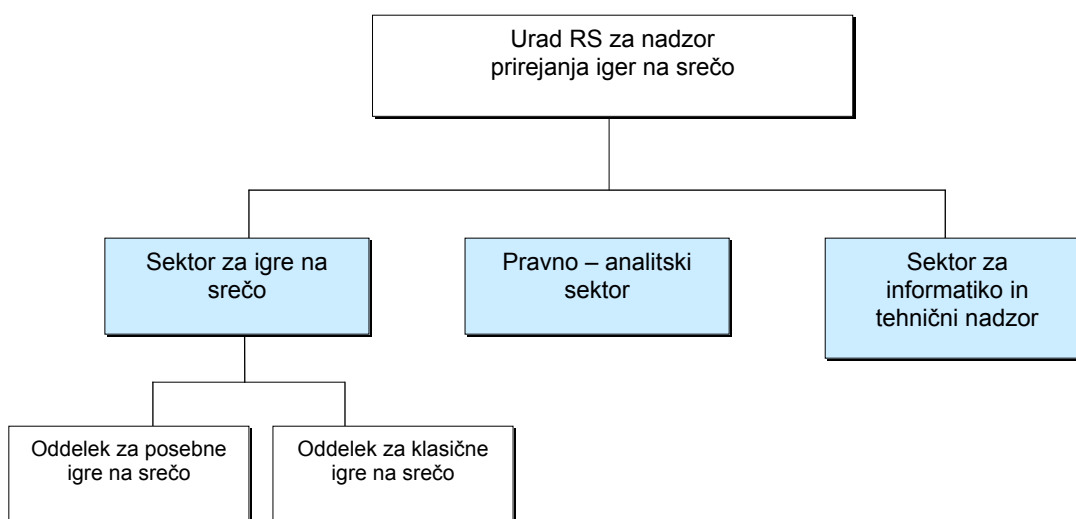 Urad RS za nadzor
prirejanja iger na srečo
Sektor za igre na
srečo
Pravno – analitski
sektor
Sektor za
informatiko in
tehnični nadzor
Oddelek za posebne
igre na srečo
Oddelek za klasične
igre na srečo